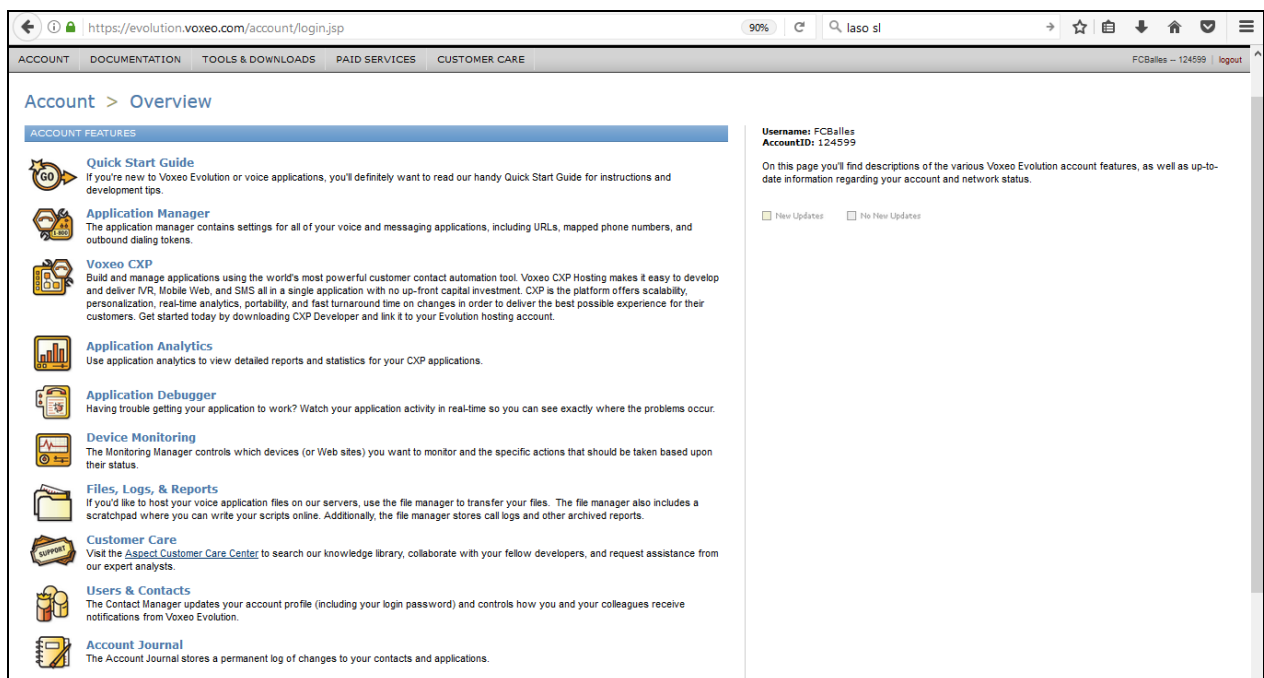 https://evolution.voxeo.com/account/login.jsp 90% laso sl
ACCOUNT DOCUMENTATION TOOLS & DOWNLOADS PAID SERVICES CUSTOMER CARE FCBalles -- 124599 | logout
Account > Overview
ACCOUNT FEATURES
GO
Quick Start Guide
If you're new to Voxeo Evolution or voice applications, you'll definitely want to read our handy Quick Start Guide for instructions and
development tips.
1-800
Application Manager
The application manager contains settings for all of your voice and messaging applications, including URLs, mapped phone numbers, and
outbound dialing tokens.
Voxeo CXP
Build and manage applications using the world's most powerful customer contact automation tool. Voxeo CXP Hosting makes it easy to develop
and deliver IVR, Mobile Web, and SMS all in a single application with no up-front capital investment. CXP is the platform offers scalability,
personalization, real-time analytics, portability, and fast turnaround time on changes in order to deliver the best possible experience for their
customers. Get started today by downloading CXP Developer and link it to your Evolution hosting account.
Application Analytics
Use application analytics to view detailed reports and statistics for your CXP applications.
Application Debugger
Having trouble getting your application to work? Watch your application activity in real-time so you can see exactly where the problems occur.
Device Monitoring
The Monitoring Manager controls which devices (or Web sites) you want to monitor and the specific actions that should be taken based upon
their status.
Files, Logs, & Reports
If you'd like to host your voice application files on our servers, use the file manager to transfer your files. The file manager also includes a
scratchpad where you can write your scripts online. Additionally, the file manager stores call logs and other archived reports.
SUPPORT
Customer Care
Visit the Aspect Customer Care Center to search our knowledge library, collaborate with your fellow developers, and request assistance from
our expert analysts.
Users & Contacts
The Contact Manager updates your account profile (including your login password) and controls how you and your colleagues receive
notifications from Voxeo Evolution.
Account Journal
The Account Journal stores a permanent log of changes to your contacts and applications.
Username: FCBalles
AccountID: 124599
On this page you'll find descriptions of the various Voxeo Evolution account features, as well as up-to-
date information regarding your account and network status.
New Updates No New Updates